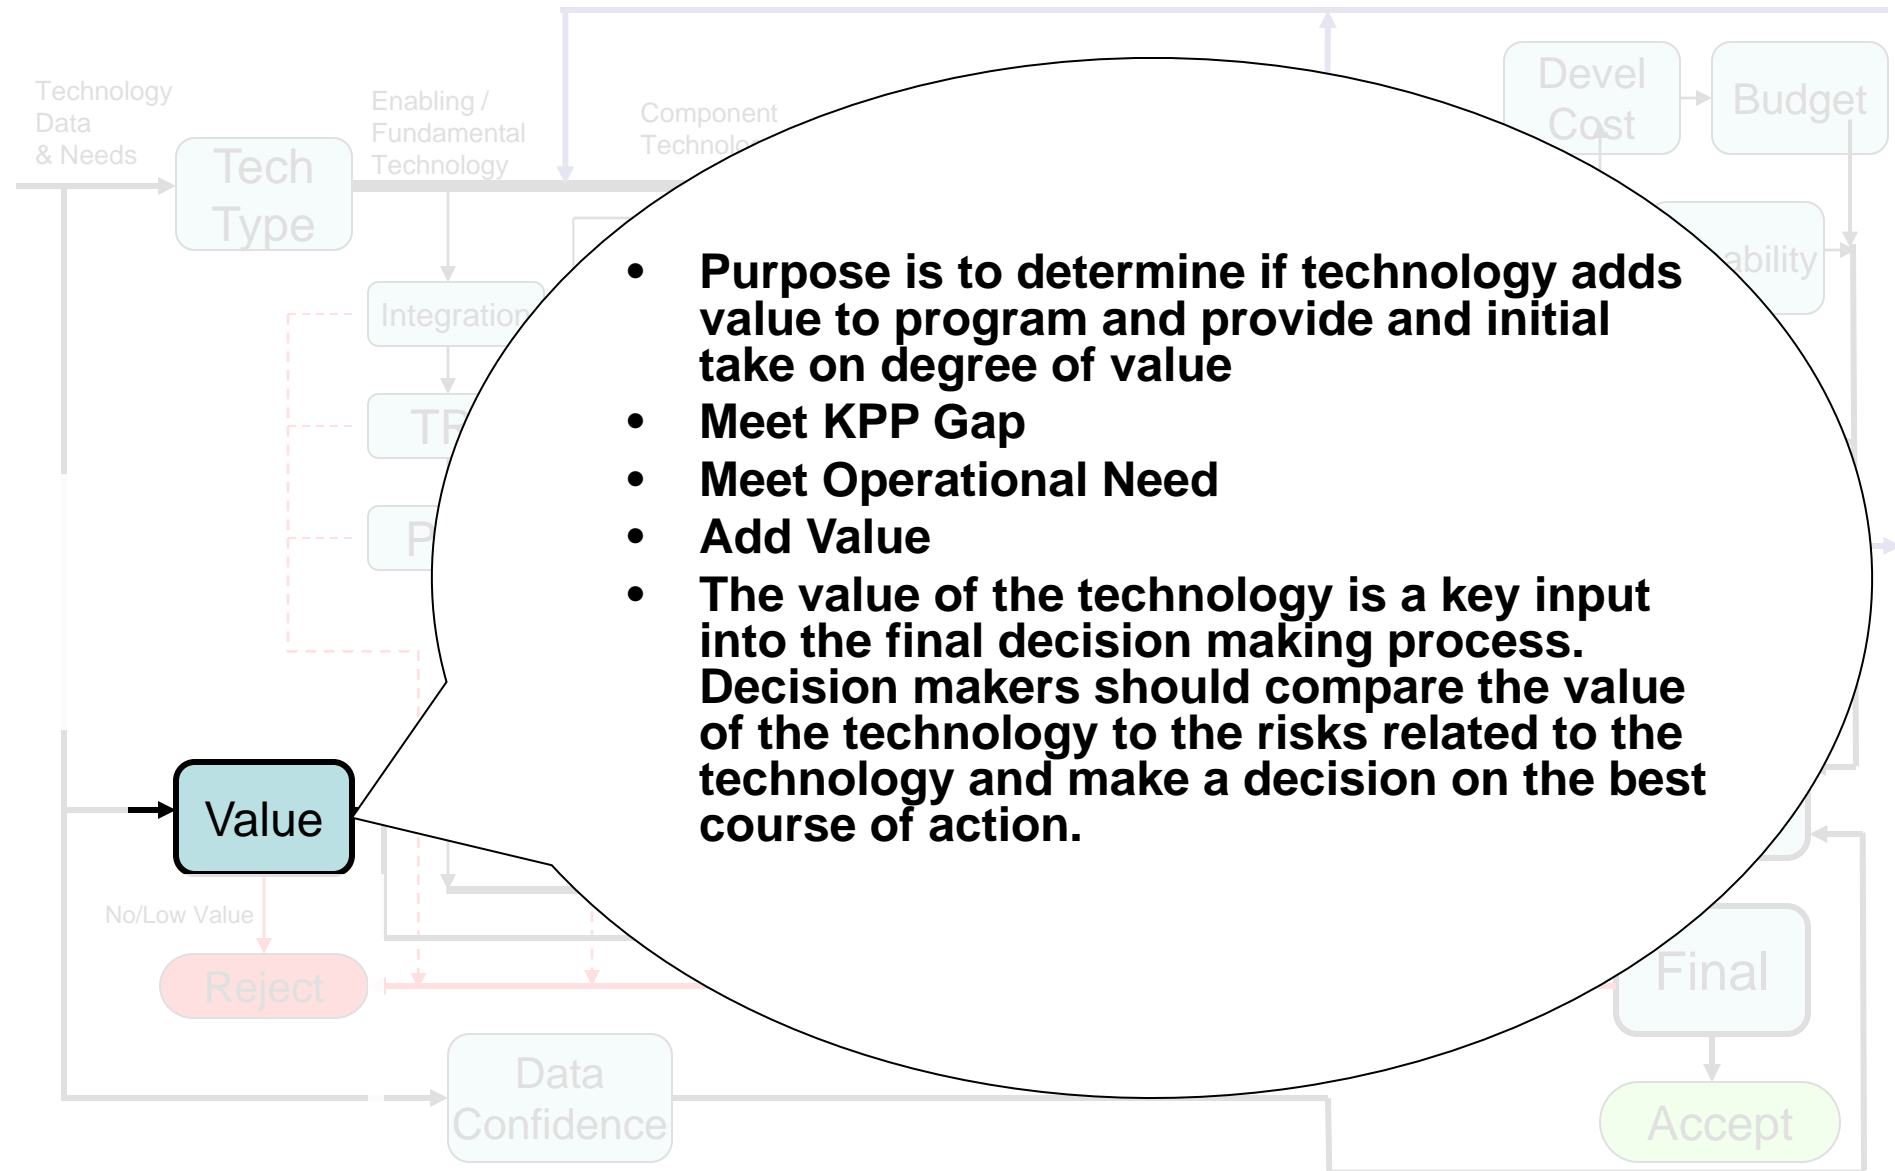 Technology
Data
& Needs
Tech
Type
Enabling /
Fundamental
Technology
Component
Devel
Cost
Budget
Integration
• Purpose is to determine if technology adds
value to program and provide and initial
take on degree of value
• Meet KPP Gap
• Meet Operational Need
• Add Value
• The value of the technology is a key input
into the final decision making process.
Decision makers should compare the value
of the technology to the risks related to the
technology and make a decision on the best
course of action.
Value
No/Low Value
Reject
Final
Data
Confidence
Accept